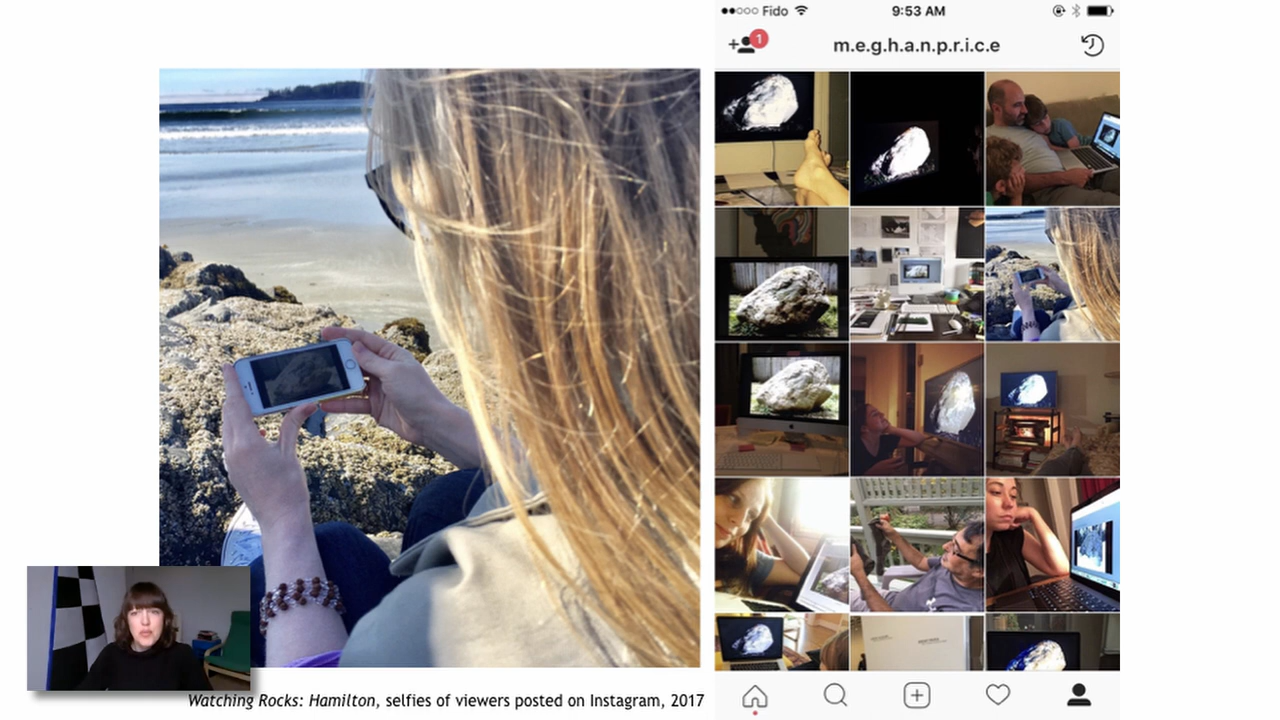 Fido
9:53 AM
1
m.e.g.h.a.n.p.r.i.c.e
Watching Rocks: Hamilton, selfies of viewers posted on Instagram, 2017